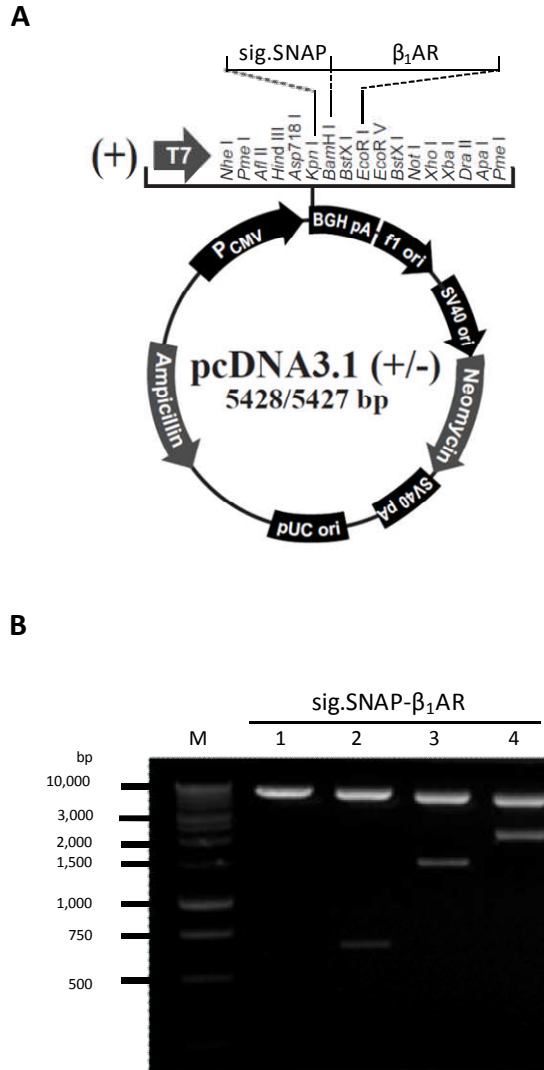 A
sig.SNAP β₁AR
(+) T7
Nhe I
Pme I
Afl II
Hind III
Asp718 I
Kpn I
BamH I
BstX I
EcoR I
EcoR V
BstX I
Not I
Xho I
Xba I
Dra II
Apa I
Pme I
PCMV
BGH pA
f1 ori
SV40 ori
Ampicillin
pcDNA3.1 (+/-)
5428/5427 bp
Neomycin
SV40 pA
pUC ori
B
sig.SNAP-β₁AR
M 1 2 3 4
bp
10,000
3,000
2,000
1,500
1,000
750
500